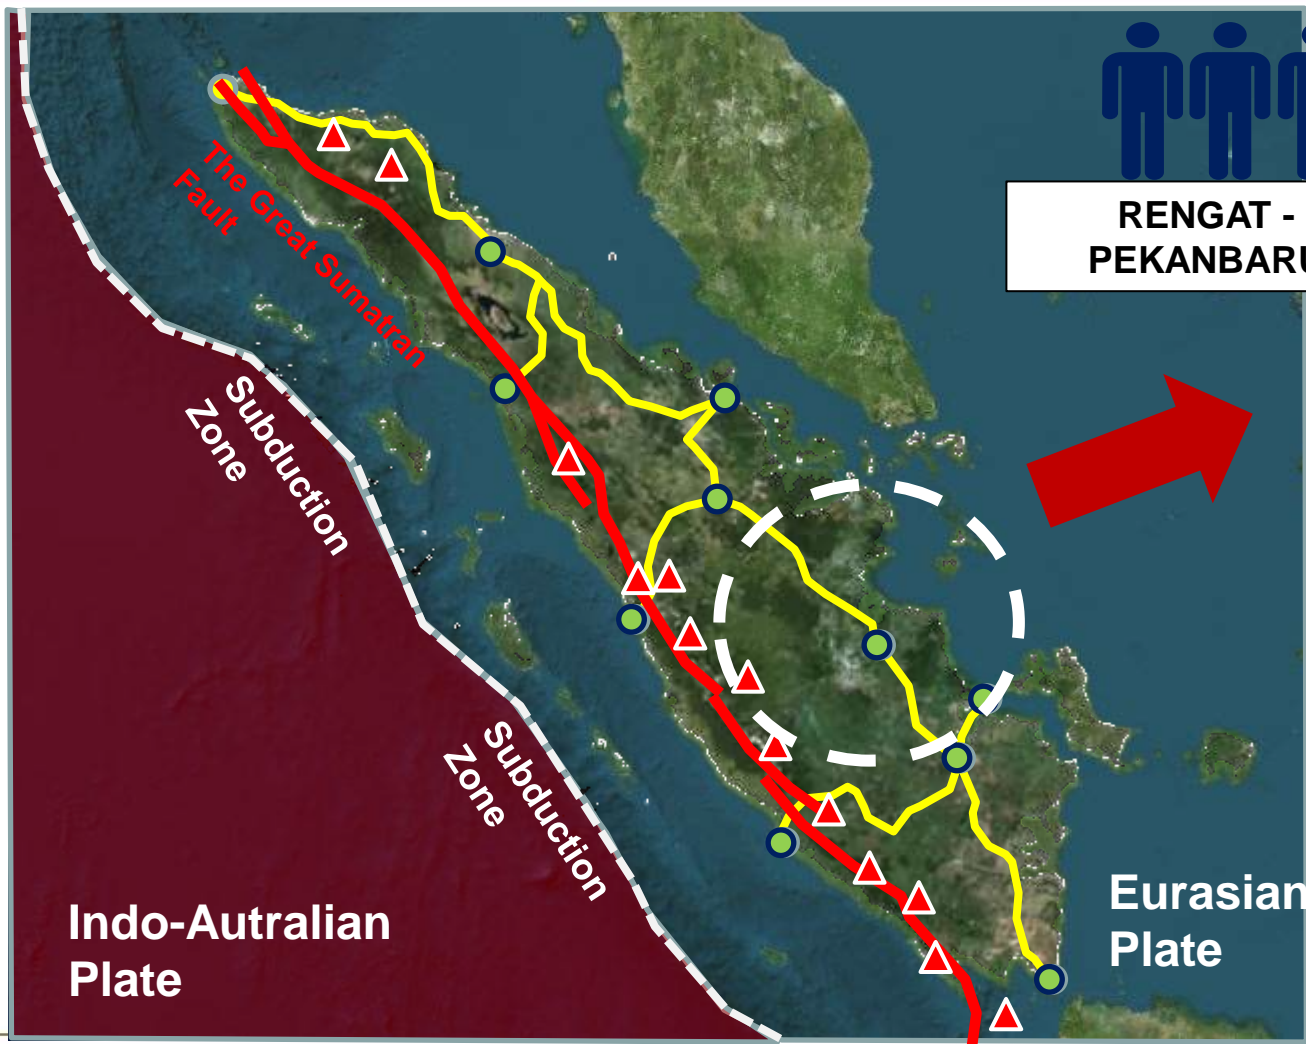 RENGAT -
PEKANBARU
The Great Sumatran
Fault
Subduction
Zone
Subduction
Zone
Indo-Autralian
Plate
Eurasian
Plate